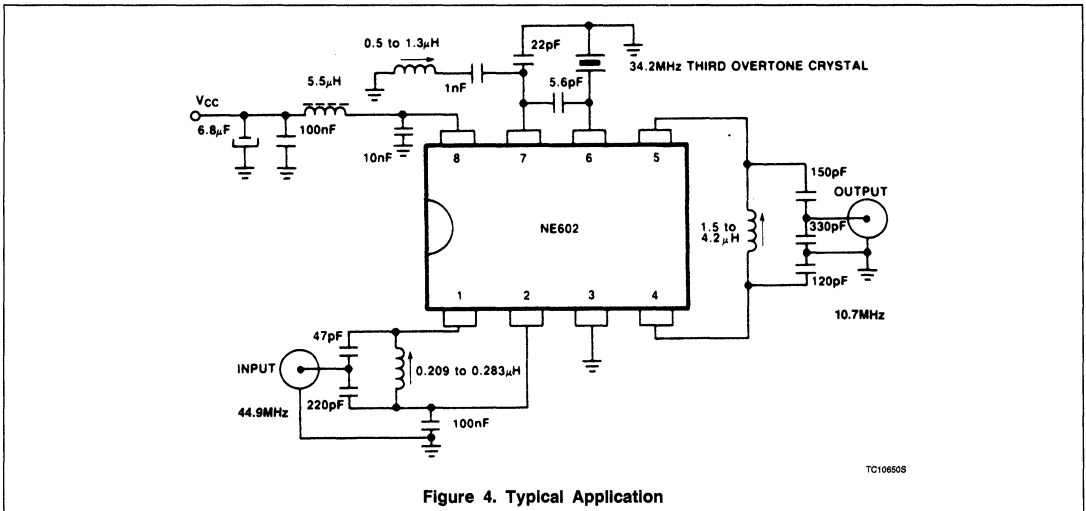 0.5 to 1.3μH
22pF
34.2MHz THIRD OVERTONE CRYSTAL
1nF
5.6pF
5.5μH
VCC
6.8μF
100nF
10nF
8
7
6
5
150pF
OUTPUT
NE602
1.5 to
4.2μH
330pF
120pF
1
2
3
4
10.7MHz
47pF
INPUT
0.209 to 0.283μH
220pF
44.9MHz
100nF
TC10650S
Figure 4. Typical Application